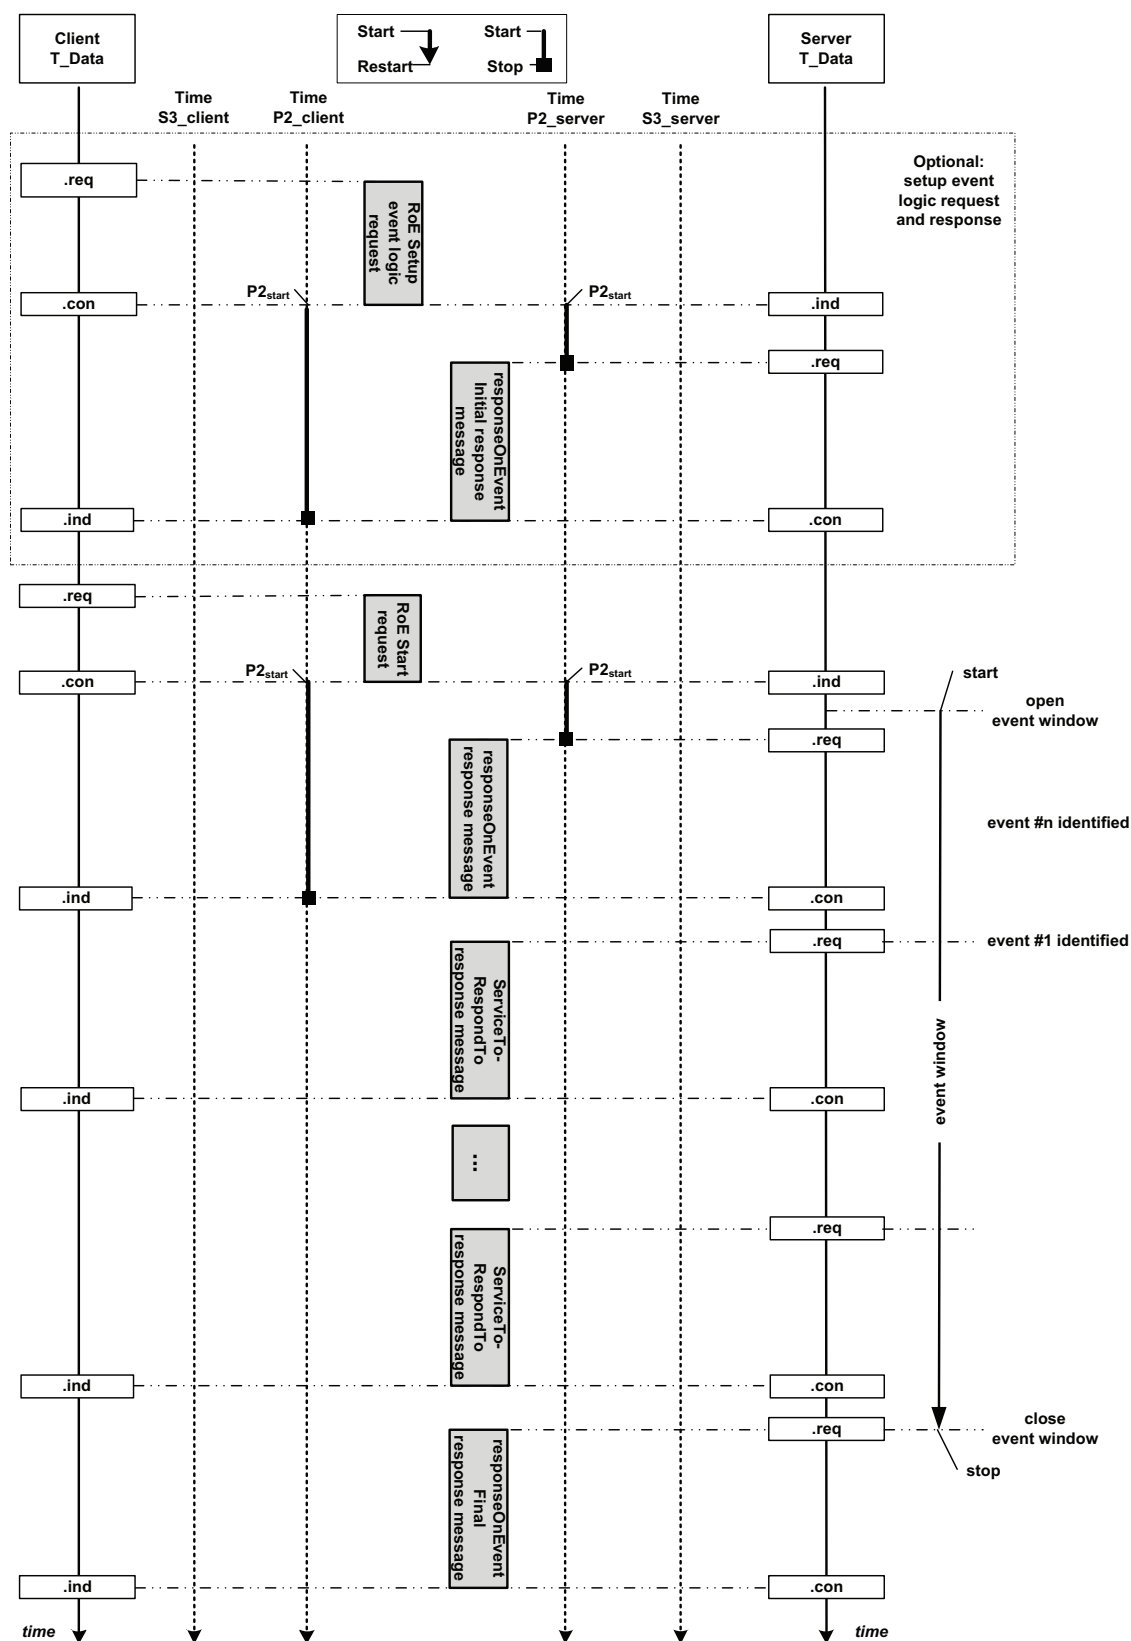 Client
T_Data
Start
Restart
Start
Stop
Server
T_Data
Time
S3_client
Time
P2_client
Time
P2_server
Time
S3_server
Optional:
setup event
logic request
and response
.req
RoE Setup
event logic
request
.con
P2start
P2start
.ind
.req
responseOnEvent
Initial response
message
.ind
.con
.req
RoE Start
request
.con
P2start
P2start
.ind
start
open
event window
.req
responseOnEvent
response message
event #n identified
.ind
.con
.req
event #1 identified
ServiceTo-
RespondTo
response message
event window
.ind
.con
...
.req
ServiceTo-
RespondTo
response message
.ind
.con
.req
close
event window
stop
responseOnEvent
Final
response message
.ind
.con
time
time